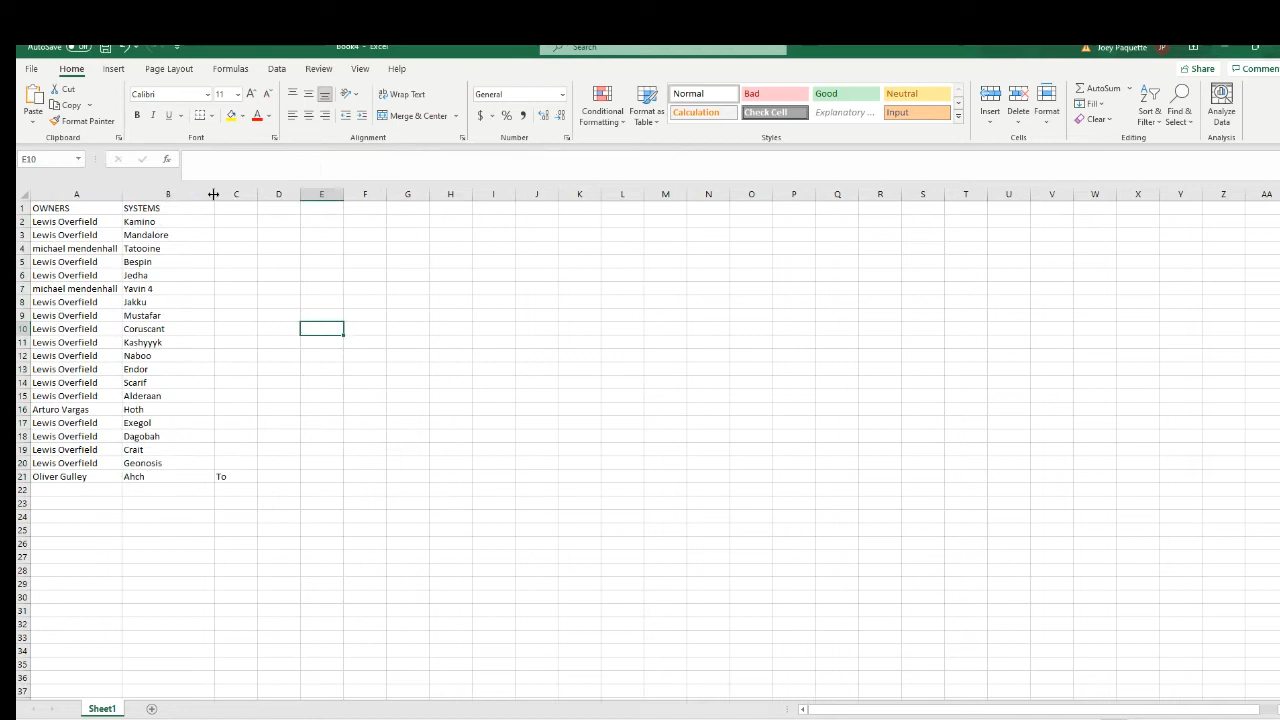 AutoSave Off Book4 - Excel Search Joey Paquette JP
File Home Insert Page Layout Formulas Data Review View Help Share Commen
Paste Cut Copy Format Painter Clipboard
Calibri 11 A A B I U A Font
Wrap Text Merge & Center Alignment
General $ % , Number
Conditional Formatting Format as Table Normal Bad Good Neutral Calculation Check Cell Explanatory ... Input Styles
Insert Delete Format Cells
AutoSum Fill Clear Sort & Filter Find & Select Editing
Analyze Data Analysis
E10 fx
A B C D E F G H I J K L M N O P Q R S T U V W X Y Z AA
1 OWNERS SYSTEMS
2 Lewis Overfield Kamino
3 Lewis Overfield Mandalore
4 michael mendenhall Tatooine
5 Lewis Overfield Bespin
6 Lewis Overfield Jedha
7 michael mendenhall Yavin 4
8 Lewis Overfield Jakku
9 Lewis Overfield Mustafar
10 Lewis Overfield Coruscant
11 Lewis Overfield Kashyyyk
12 Lewis Overfield Naboo
13 Lewis Overfield Endor
14 Lewis Overfield Scarif
15 Lewis Overfield Alderaan
16 Arturo Vargas Hoth
17 Lewis Overfield Exegol
18 Lewis Overfield Dagobah
19 Lewis Overfield Crait
20 Lewis Overfield Geonosis
21 Oliver Gulley Ahch To
22
23
24
25
26
27
28
29
30
31
32
33
34
35
36
37
Sheet1